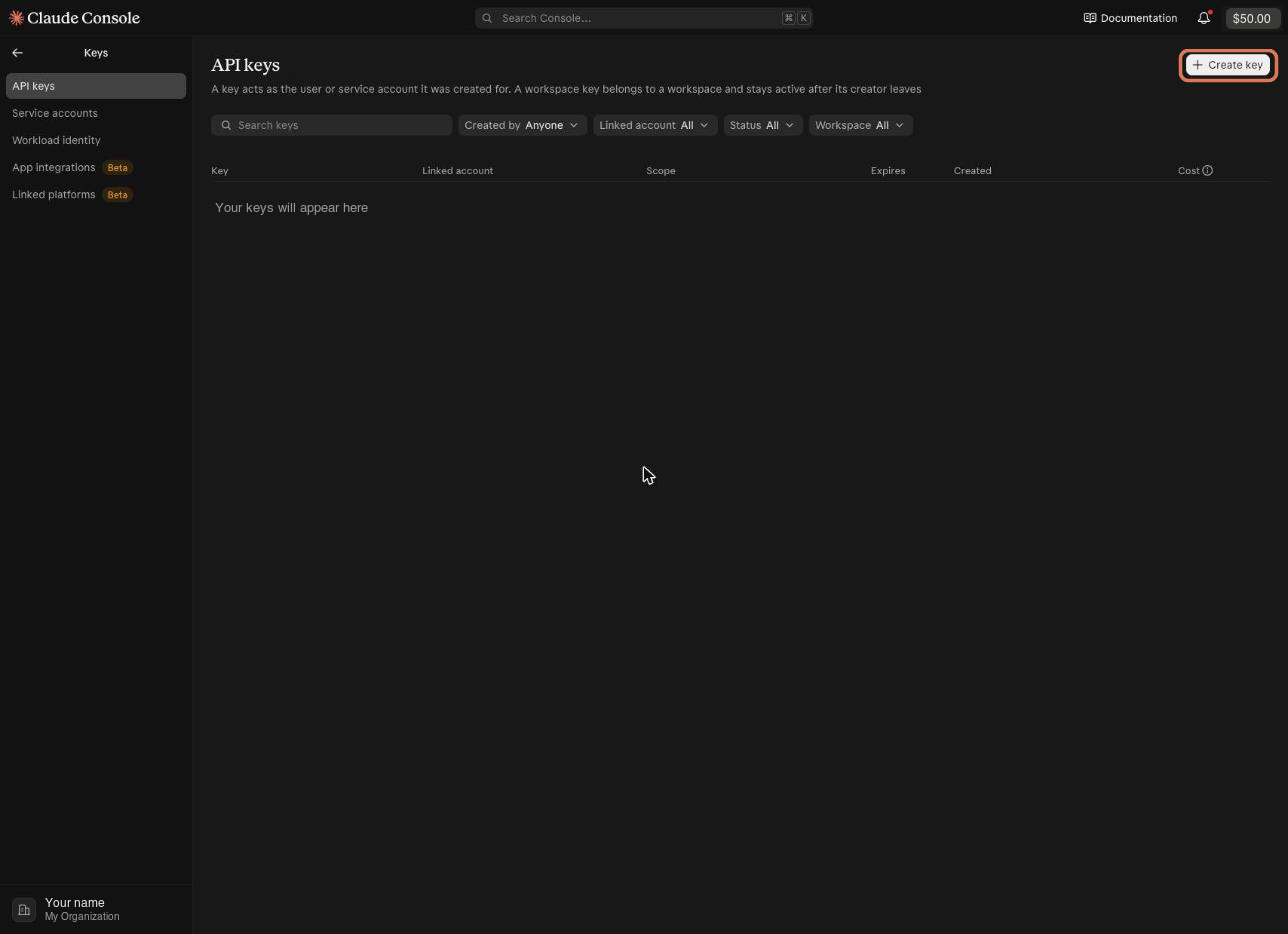 Claude Console
Search Console... ⌘ K
Documentation
$50.00
Keys
API keys
Service accounts
Workload identity
App integrations Beta
Linked platforms Beta
API keys
Create key
A key acts as the user or service account it was created for. A workspace key belongs to a workspace and stays active after its creator leaves
Search keys
Created by Anyone
Linked account All
Status All
Workspace All
Key Linked account Scope Expires Created Cost
Your keys will appear here
Your name
My Organization